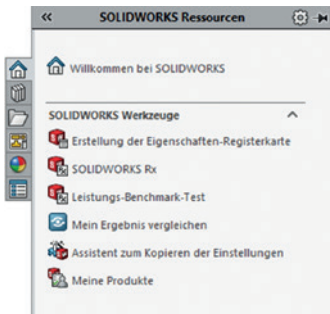 SOLIDWORKS Ressourcen
Willkommen bei SOLIDWORKS
SOLIDWORKS Werkzeuge
Erstellung der Eigenschaften-Registerkarte
SOLIDWORKS Rx
Leistungs-Benchmark-Test
Mein Ergebnis vergleichen
Assistent zum Kopieren der Einstellungen
Meine Produkte